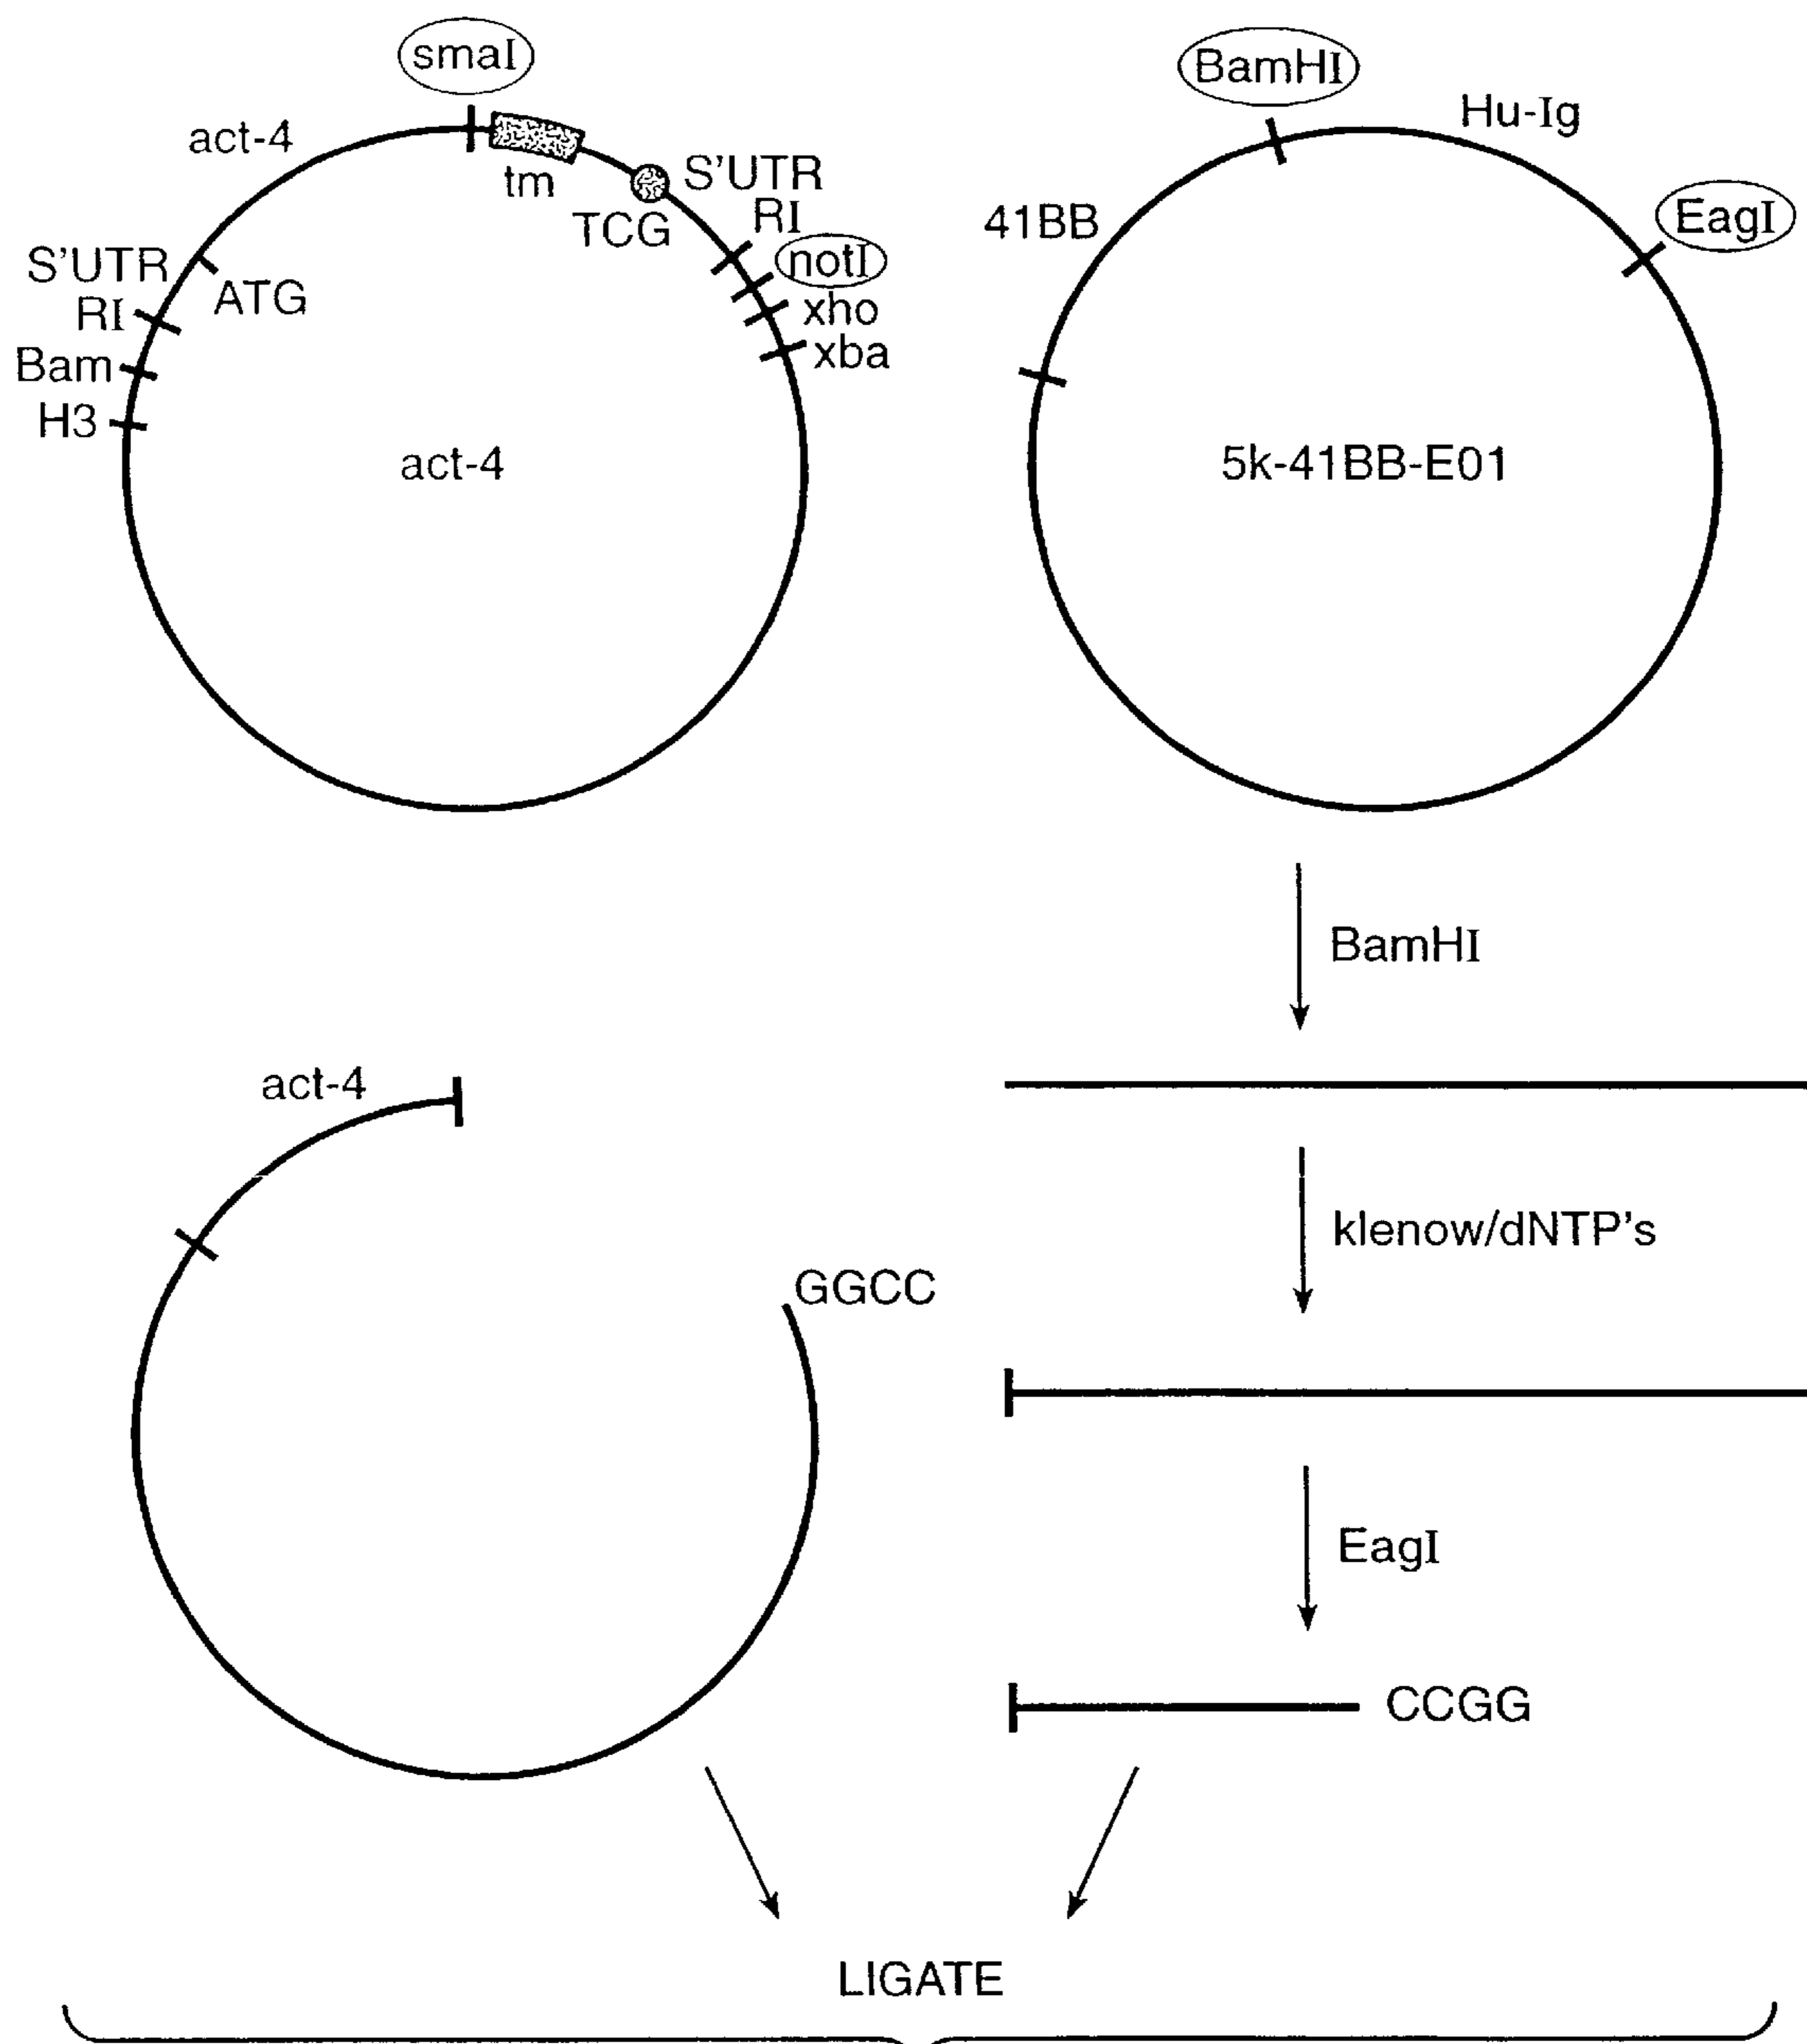 smaI
act-4
tm
S'UTR
TCG
RI
notI
xho
xba
S'UTR
ATG
RI
Bam
H3
act-4
BamHI
Hu-Ig
41BB
EagI
5k-41BB-E01
BamHI
act-4
klenow/dNTP's
GGCC
EagI
CCGG
LIGATE